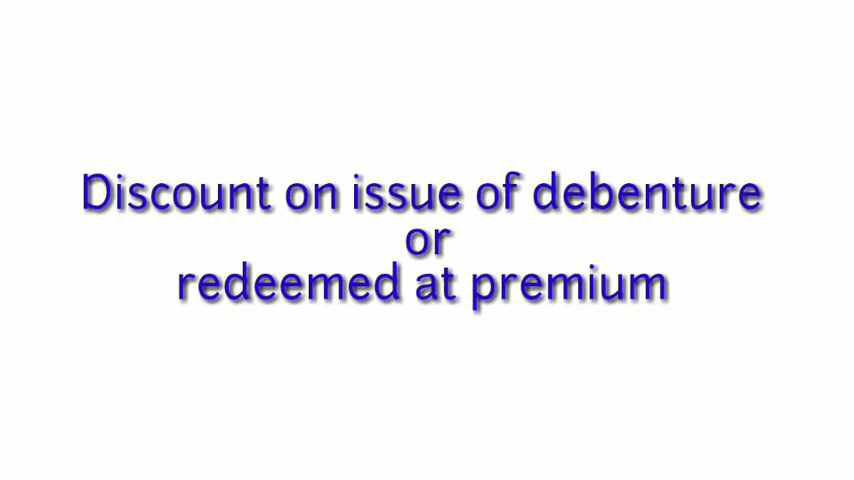 Discount on issue of debenture
or
redeemed at premium